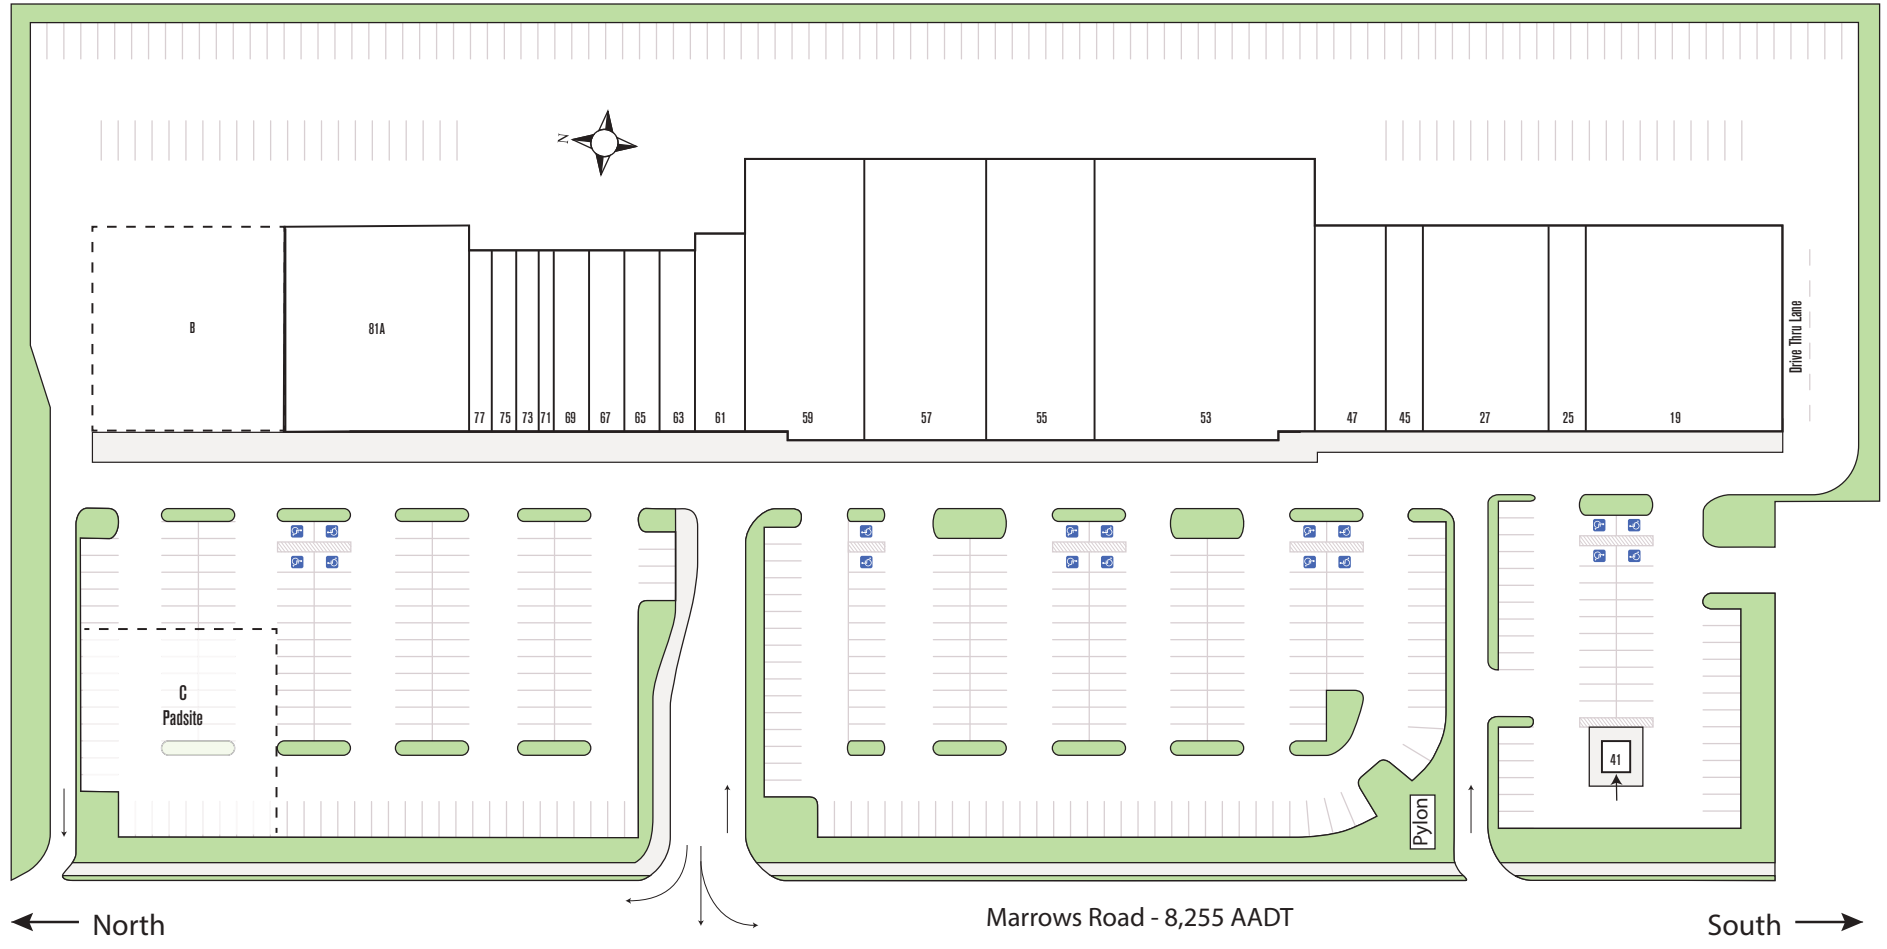 N
B
81A
77
75
73
71
69
67
65
63
61
59
57
55
53
47
45
27
25
19
Drive Thru Lane
C
Padsite
41
Pylon
North
Marrows Road - 8,255 AADT
South